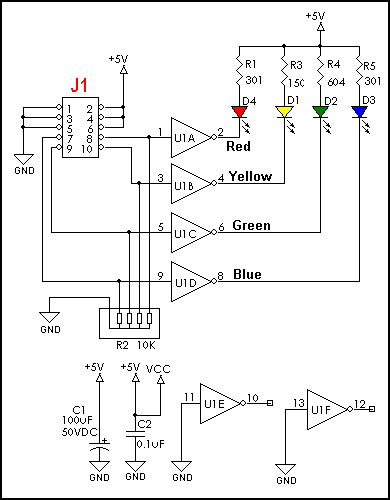 +5V
+5V
J1
R1
301
R3
150
R4
604
R5
301
1 2
3 4
5 6
7 8
9 10
D4
D1
D2
D3
1 U1A 2
Red
GND
3 U1B 4
Yellow
5 U1C 6
Green
9 U1D 8
Blue
GND
R2 10K
+5V
+5V
VCC
C1
100uF
50VDC
+
C2
0.1uF
11 U1E 10
13 U1F 12
GND
GND
GND
GND